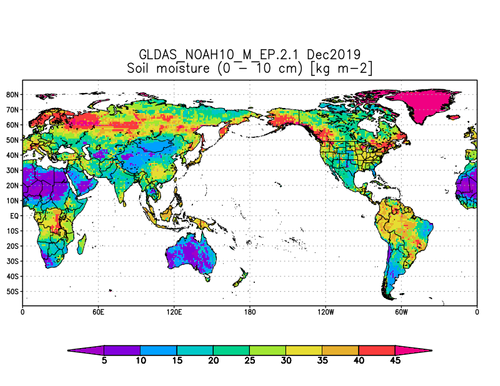 GLDAS_NOAH10_M_EP.2.1 Dec2019
Soil moisture (0 - 10 cm) [kg m-2]
80N
70N
60N
50N
40N
30N
20N
10N
EQ
10S
20S
30S
40S
50S
0 60E 120E 180 120W 60W 0
5 10 15 20 25 30 35 40 45